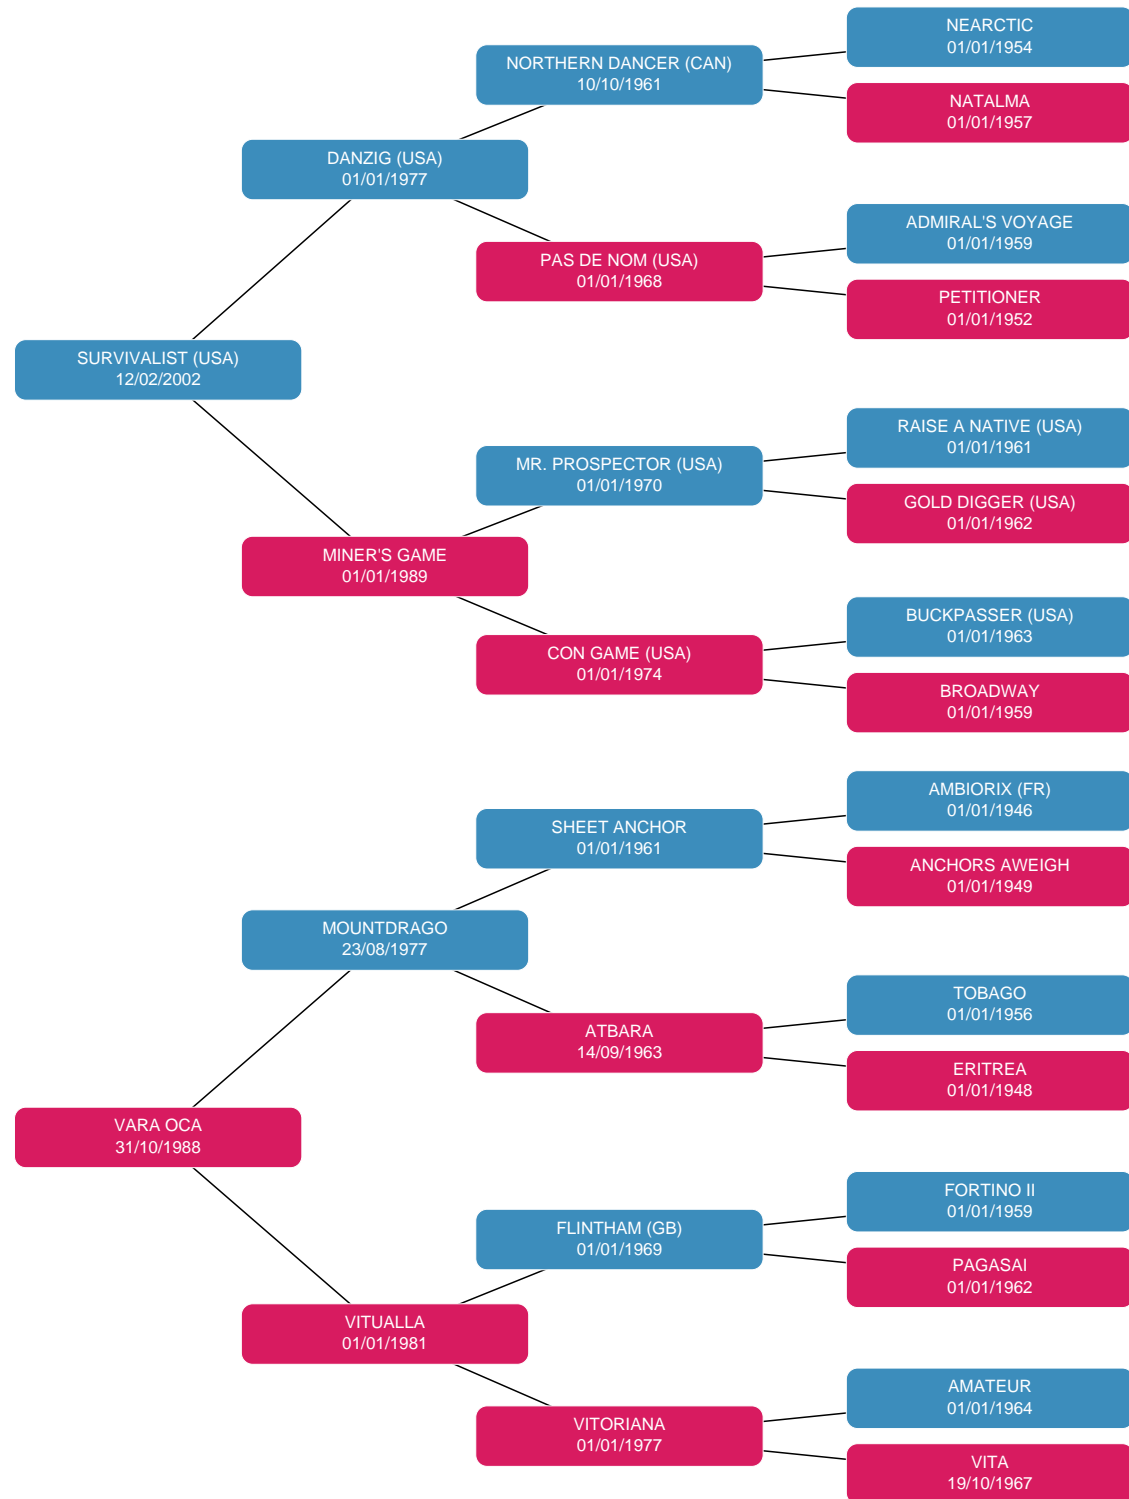 NEARCTIC
01/01/1954
NORTHERN DANCER (CAN)
10/10/1961
NATALMA
01/01/1957
DANZIG (USA)
01/01/1977
ADMIRAL'S VOYAGE
01/01/1959
PAS DE NOM (USA)
01/01/1968
PETITIONER
01/01/1952
SURVIVALIST (USA)
12/02/2002
RAISE A NATIVE (USA)
01/01/1961
MR. PROSPECTOR (USA)
01/01/1970
GOLD DIGGER (USA)
01/01/1962
MINER'S GAME
01/01/1989
BUCKPASSER (USA)
01/01/1963
CON GAME (USA)
01/01/1974
BROADWAY
01/01/1959
AMBIORIX (FR)
01/01/1946
SHEET ANCHOR
01/01/1961
ANCHORS AWEIGH
01/01/1949
MOUNTDRAGO
23/08/1977
TOBAGO
01/01/1956
ATBARA
14/09/1963
ERITREA
01/01/1948
VARA OCA
31/10/1988
FORTINO II
01/01/1959
FLINTHAM (GB)
01/01/1969
PAGASAI
01/01/1962
VITUALLA
01/01/1981
AMATEUR
01/01/1964
VITORIANA
01/01/1977
VITA
19/10/1967